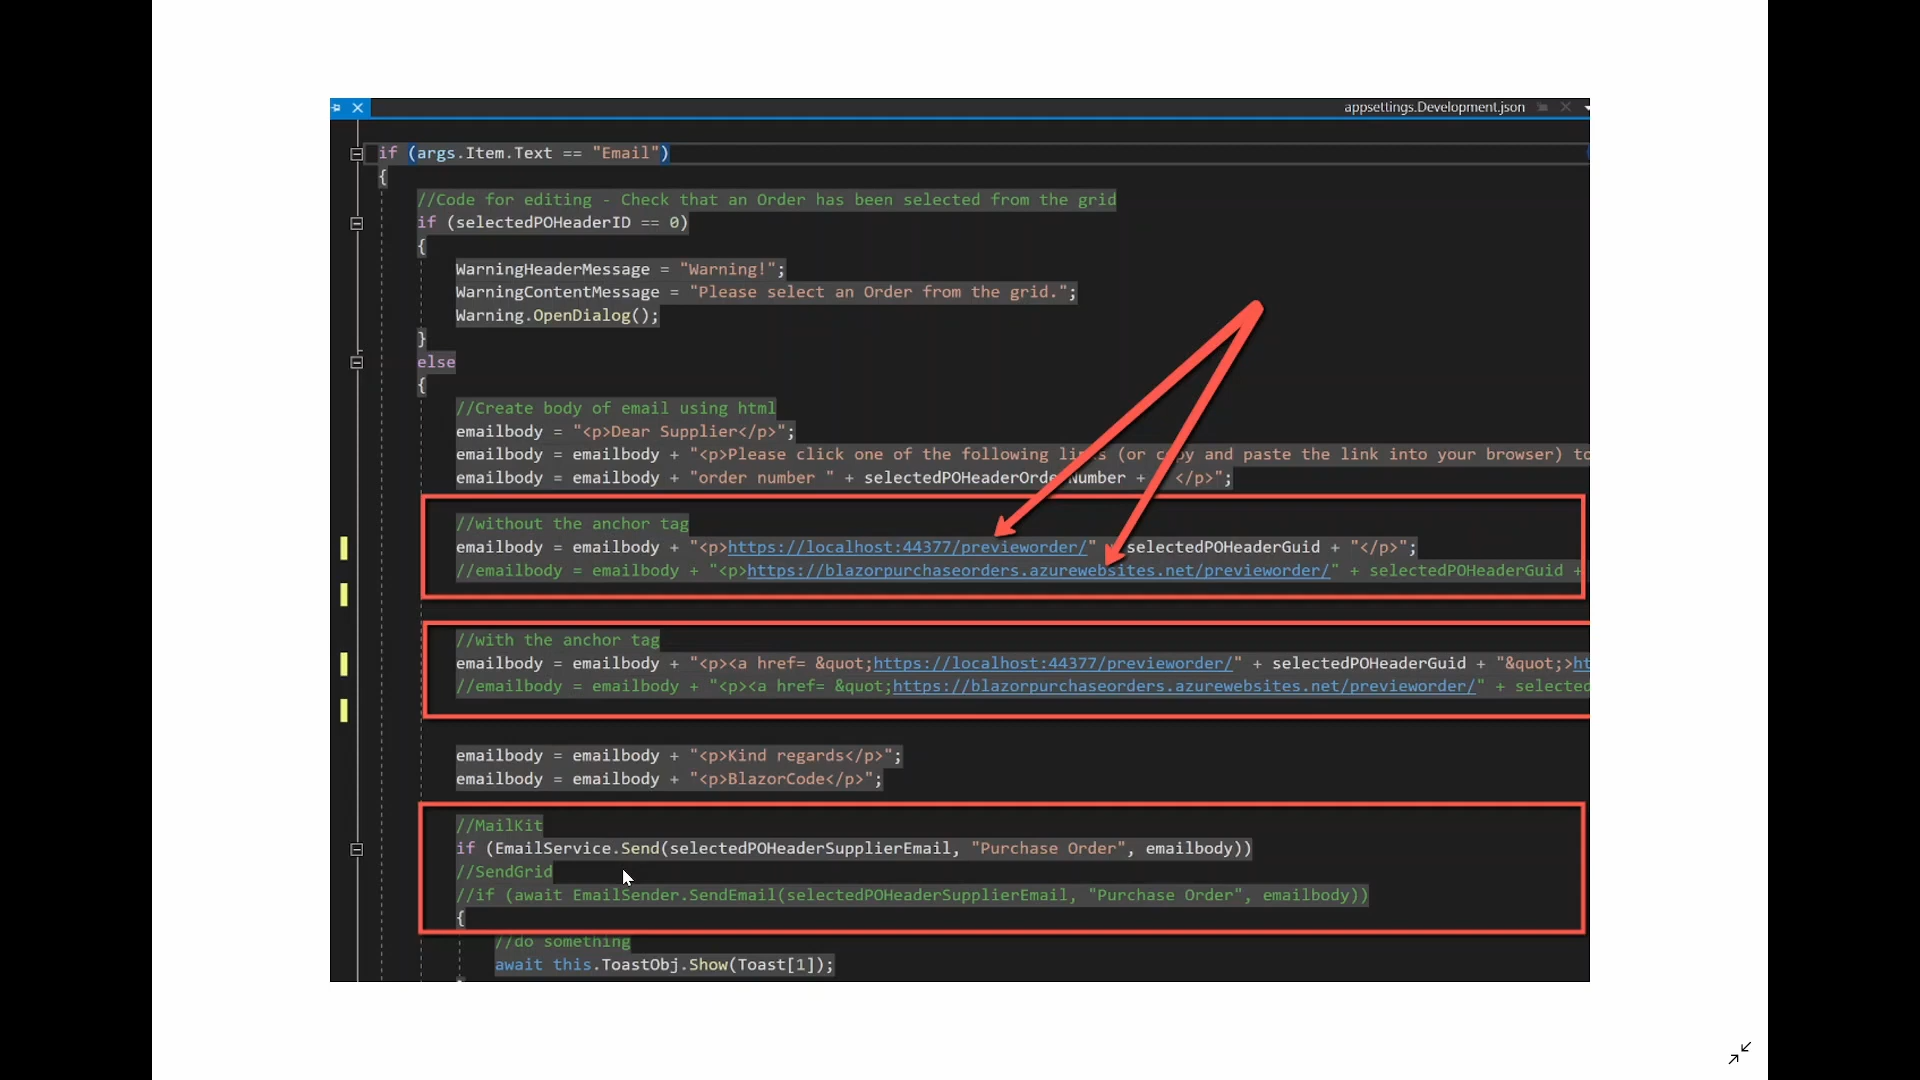 appsettings.Development.json
if (args.Item.Text == "Email")
{
//Code for editing - Check that an Order has been selected from the grid
if (selectedPOHeaderID == 0)
{
WarningHeaderMessage = "Warning!";
WarningContentMessage = "Please select an Order from the grid.";
Warning.OpenDialog();
}
else
{
//Create body of email using html
emailbody = "<p>Dear Supplier</p>";
emailbody = emailbody + "<p>Please click one of the following links (or copy and paste the link into your browser) to
emailbody = emailbody + "order number " + selectedPOHeaderOrderNumber + </p>";
//without the anchor tag
emailbody = emailbody + "<p>https://localhost:44377/previeworder/" selectedPOHeaderGuid + "</p>";
//emailbody = emailbody + "<p>https://blazorpurchaseorders.azurewebsites.net/previeworder/" + selectedPOHeaderGuid +
//with the anchor tag
emailbody = emailbody + "<p><a href= &quot;https://localhost:44377/previeworder/" + selectedPOHeaderGuid + "&quot;>ht
//emailbody = emailbody + "<p><a href= &quot;https://blazorpurchaseorders.azurewebsites.net/previeworder/" + selected
emailbody = emailbody + "<p>Kind regards</p>";
emailbody = emailbody + "<p>BlazorCode</p>";
//MailKit
if (EmailService.Send(selectedPOHeaderSupplierEmail, "Purchase Order", emailbody))
//SendGrid
//if (await EmailSender.SendEmail(selectedPOHeaderSupplierEmail, "Purchase Order", emailbody))
{
//do something
await this.ToastObj.Show(Toast[1]);